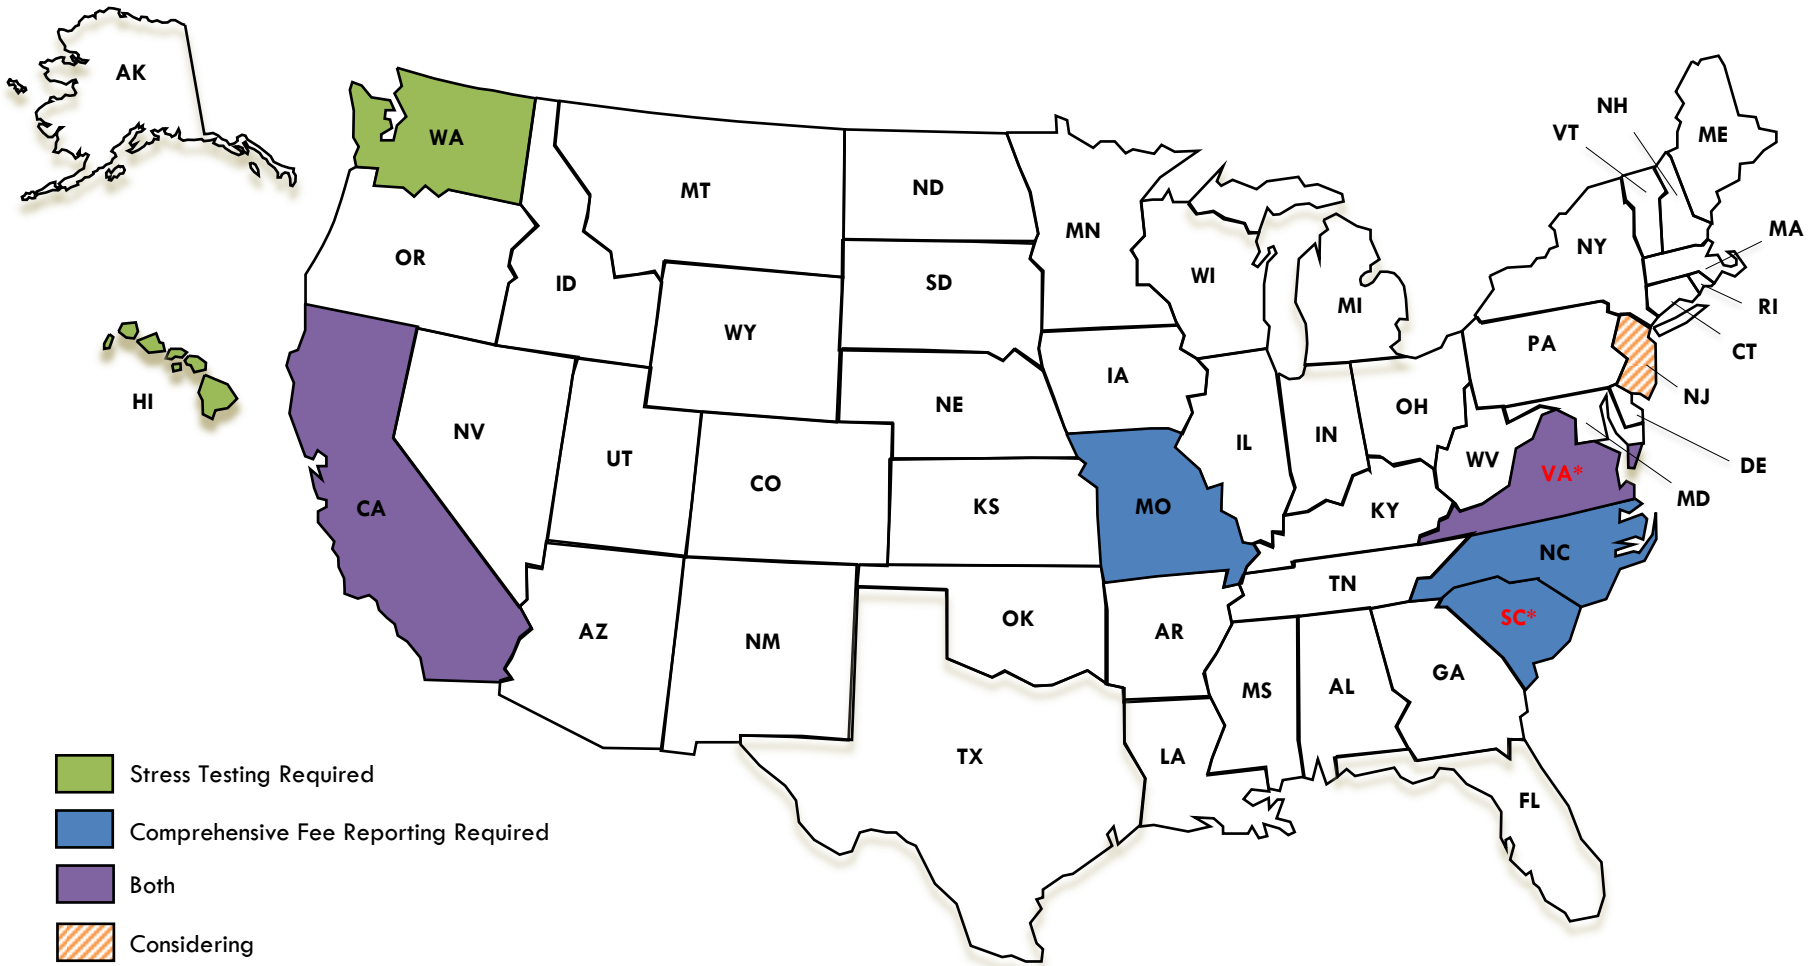 AK
WA
NH
VT
ME
MT
ND
MN
MA
NY
OR
ID
SD
WI
MI
RI
WY
PA
CT
IA
HI
NE
OH
NJ
NV
UT
CO
IL
IN
WV
VA*
DE
MD
CA
KS
MO
KY
NC
TN
AZ
NM
OK
AR
SC*
GA
MS
AL
TX
LA
FL
Stress Testing Required
Comprehensive Fee Reporting Required
Both
Considering